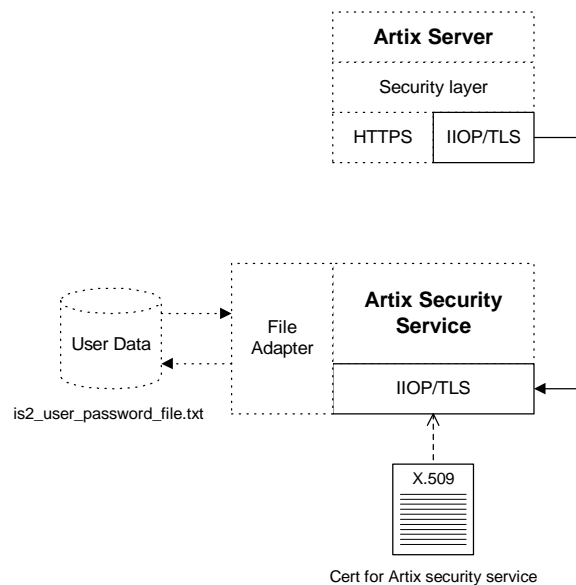 Artix Server
Security layer
HTTPS
IIOP/TLS
User Data
is2_user_password_file.txt
File
Adapter
Artix Security
Service
IIOP/TLS
X.509
Cert for Artix security service